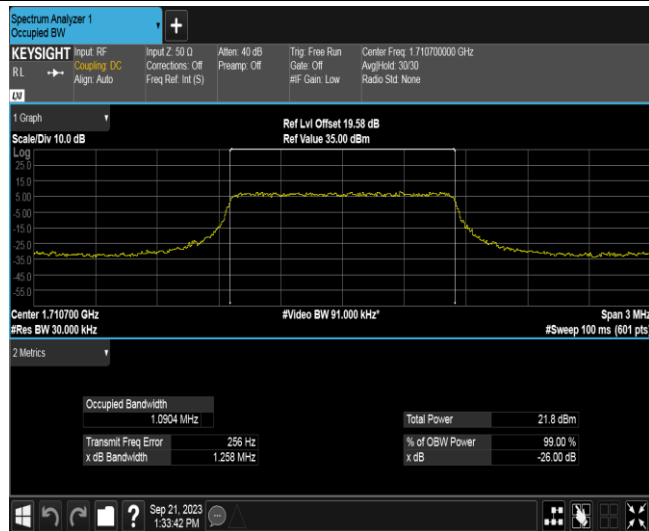 Spectrum Analyzer 1
Occupied BW
+
KEYSIGHT Input: RF Input Z: 50 Ω Atten: 40 dB Trig: Free Run Center Freq: 1.710700000 GHz
RL Coupling: DC Corrections: Off Preamp: Off Gate: Off Avg|Hold: 30/30
Align: Auto Freq Ref: Int (S) #IF Gain: Low Radio Std: None
LXI
1 Graph
Ref Lvl Offset 19.58 dB
Scale/Div 10.0 dB Ref Value 35.00 dBm
Log
25.0
15.0
5.00
-5.00
-15.0
-25.0
-35.0
-45.0
-55.0
Center 1.710700 GHz #Video BW 91.000 kHz* Span 3 MHz
#Res BW 30.000 kHz #Sweep 100 ms (601 pts)
2 Metrics
Occupied Bandwidth
1.0904 MHz Total Power 21.8 dBm
Transmit Freq Error 256 Hz % of OBW Power 99.00 %
x dB Bandwidth 1.258 MHz x dB -26.00 dB
? Sep 21, 2023
1:33:42 PM